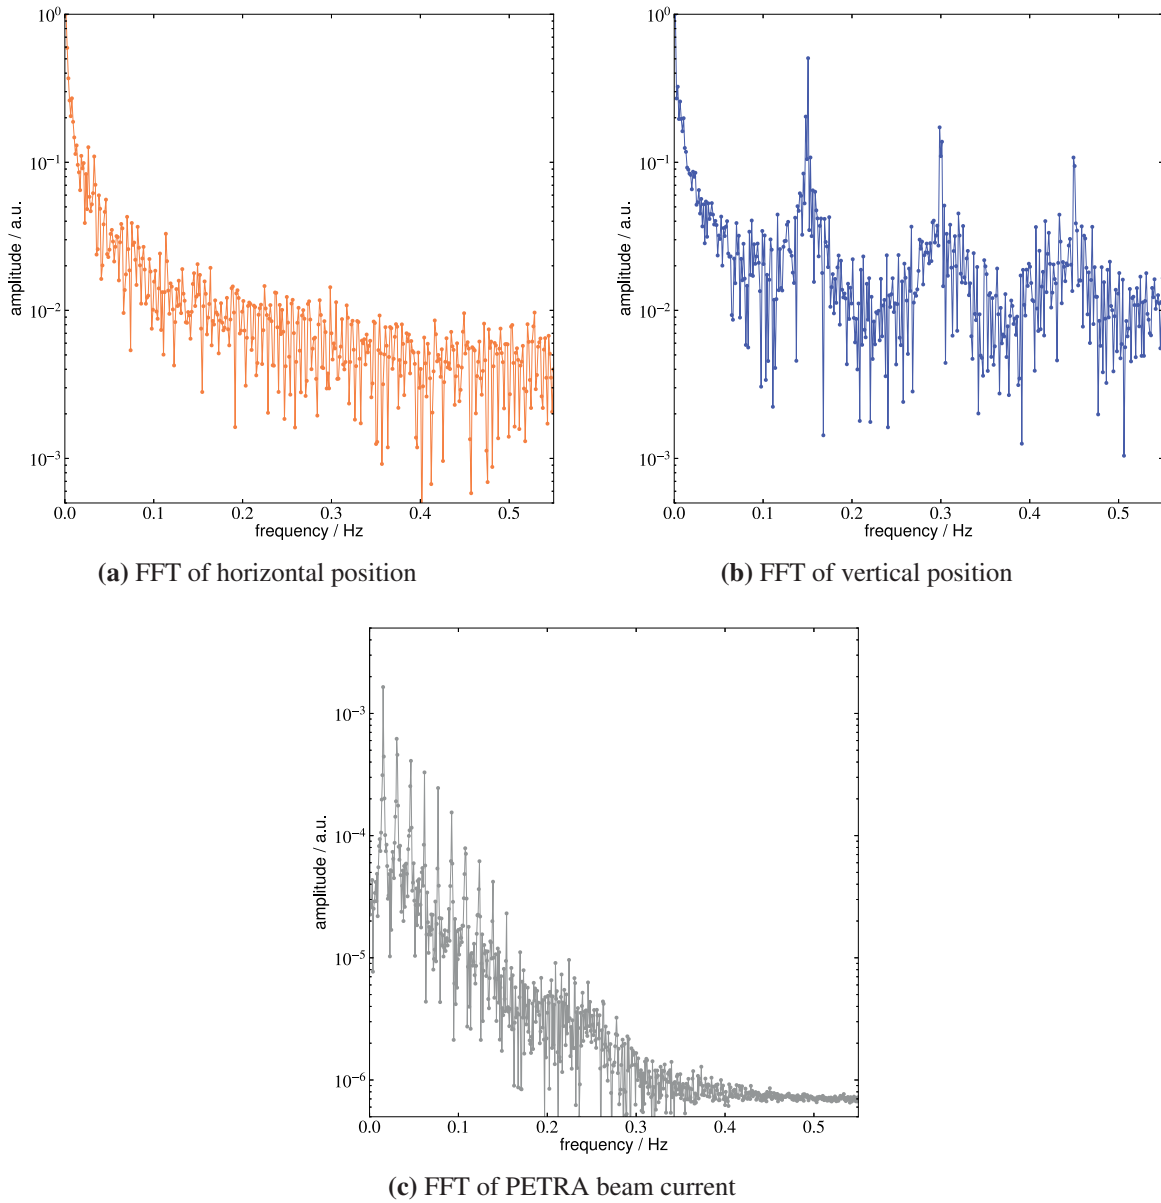 10⁰
10⁻¹
10⁻²
10⁻³
amplitude / a.u.
0.0 0.1 0.2 0.3 0.4 0.5
frequency / Hz
(a) FFT of horizontal position
10⁰
10⁻¹
10⁻²
10⁻³
amplitude / a.u.
0.0 0.1 0.2 0.3 0.4 0.5
frequency / Hz
(b) FFT of vertical position
10⁻³
10⁻⁴
10⁻⁵
10⁻⁶
amplitude / a.u.
0.0 0.1 0.2 0.3 0.4 0.5
frequency / Hz
(c) FFT of PETRA beam current